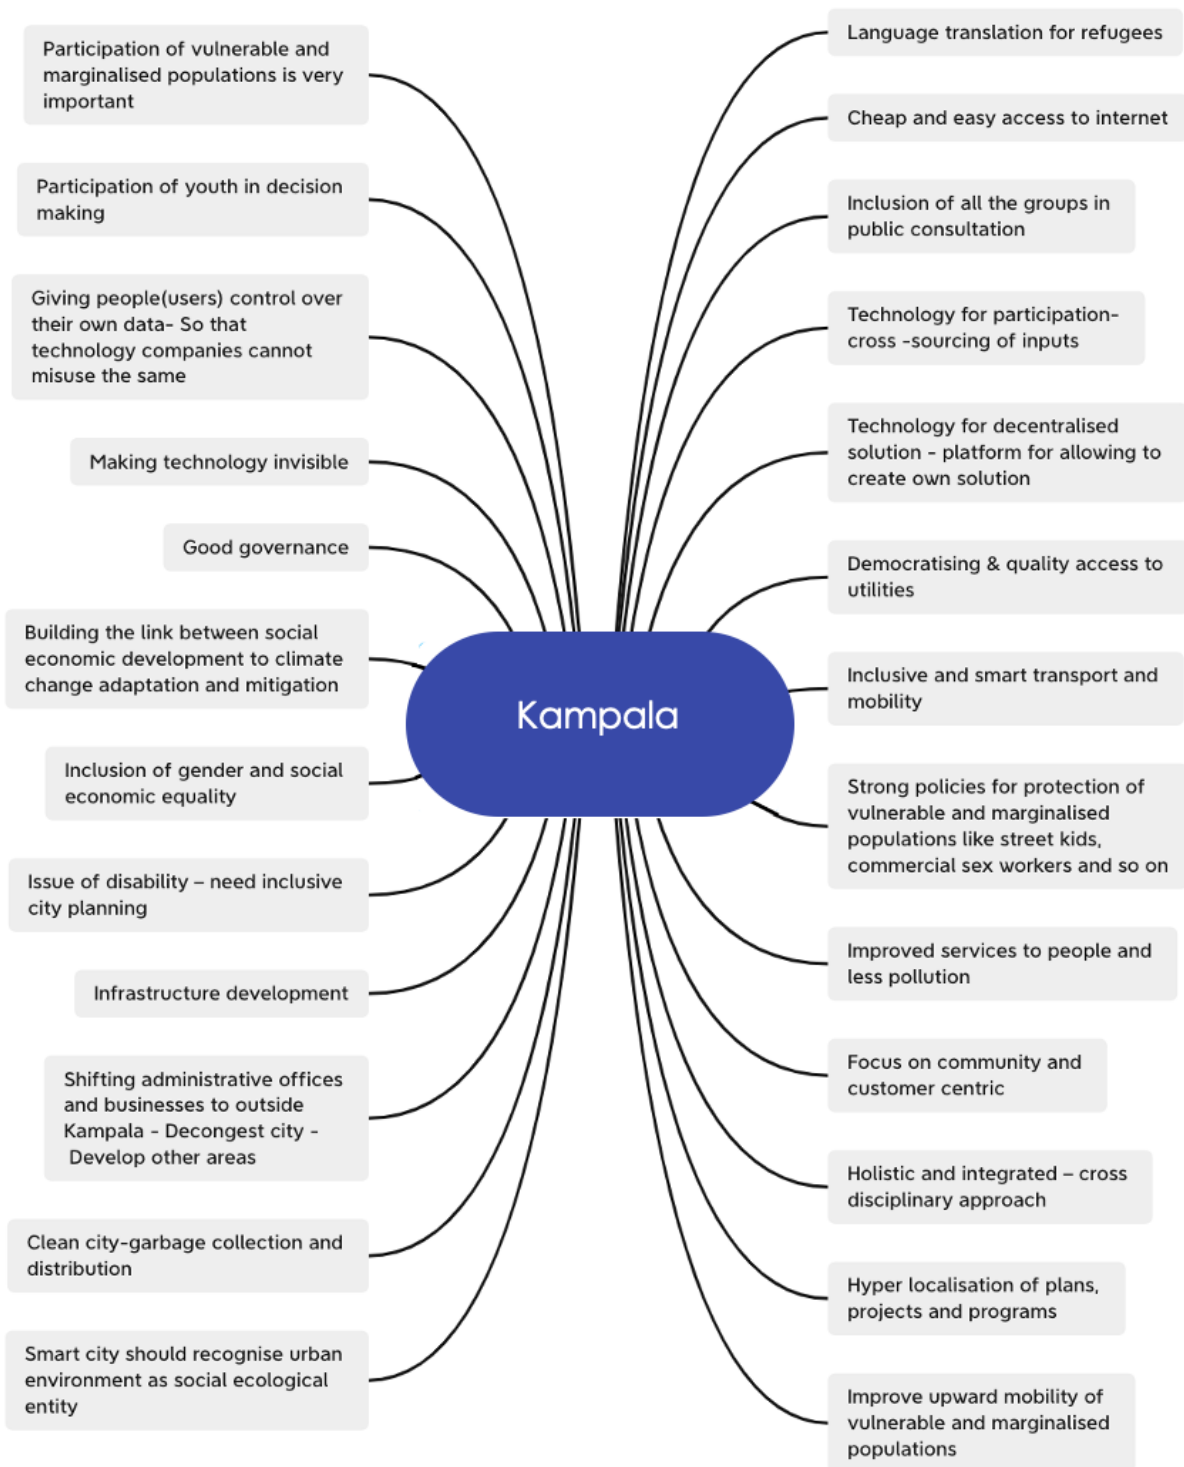 Participation of vulnerable and
marginalised populations is very
important
Participation of youth in decision
making
Giving people(users) control over
their own data- So that
technology companies cannot
misuse the same
Making technology invisible
Good governance
Building the link between social
economic development to climate
change adaptation and mitigation
Inclusion of gender and social
economic equality
Issue of disability – need inclusive
city planning
Infrastructure development
Shifting administrative offices
and businesses to outside
Kampala - Decongest city -
Develop other areas
Clean city-garbage collection and
distribution
Smart city should recognise urban
environment as social ecological
entity
Kampala
Language translation for refugees
Cheap and easy access to internet
Inclusion of all the groups in
public consultation
Technology for participation-
cross -sourcing of inputs
Technology for decentralised
solution - platform for allowing to
create own solution
Democratising & quality access to
utilities
Inclusive and smart transport and
mobility
Strong policies for protection of
vulnerable and marginalised
populations like street kids,
commercial sex workers and so on
Improved services to people and
less pollution
Focus on community and
customer centric
Holistic and integrated – cross
disciplinary approach
Hyper localisation of plans,
projects and programs
Improve upward mobility of
vulnerable and marginalised
populations